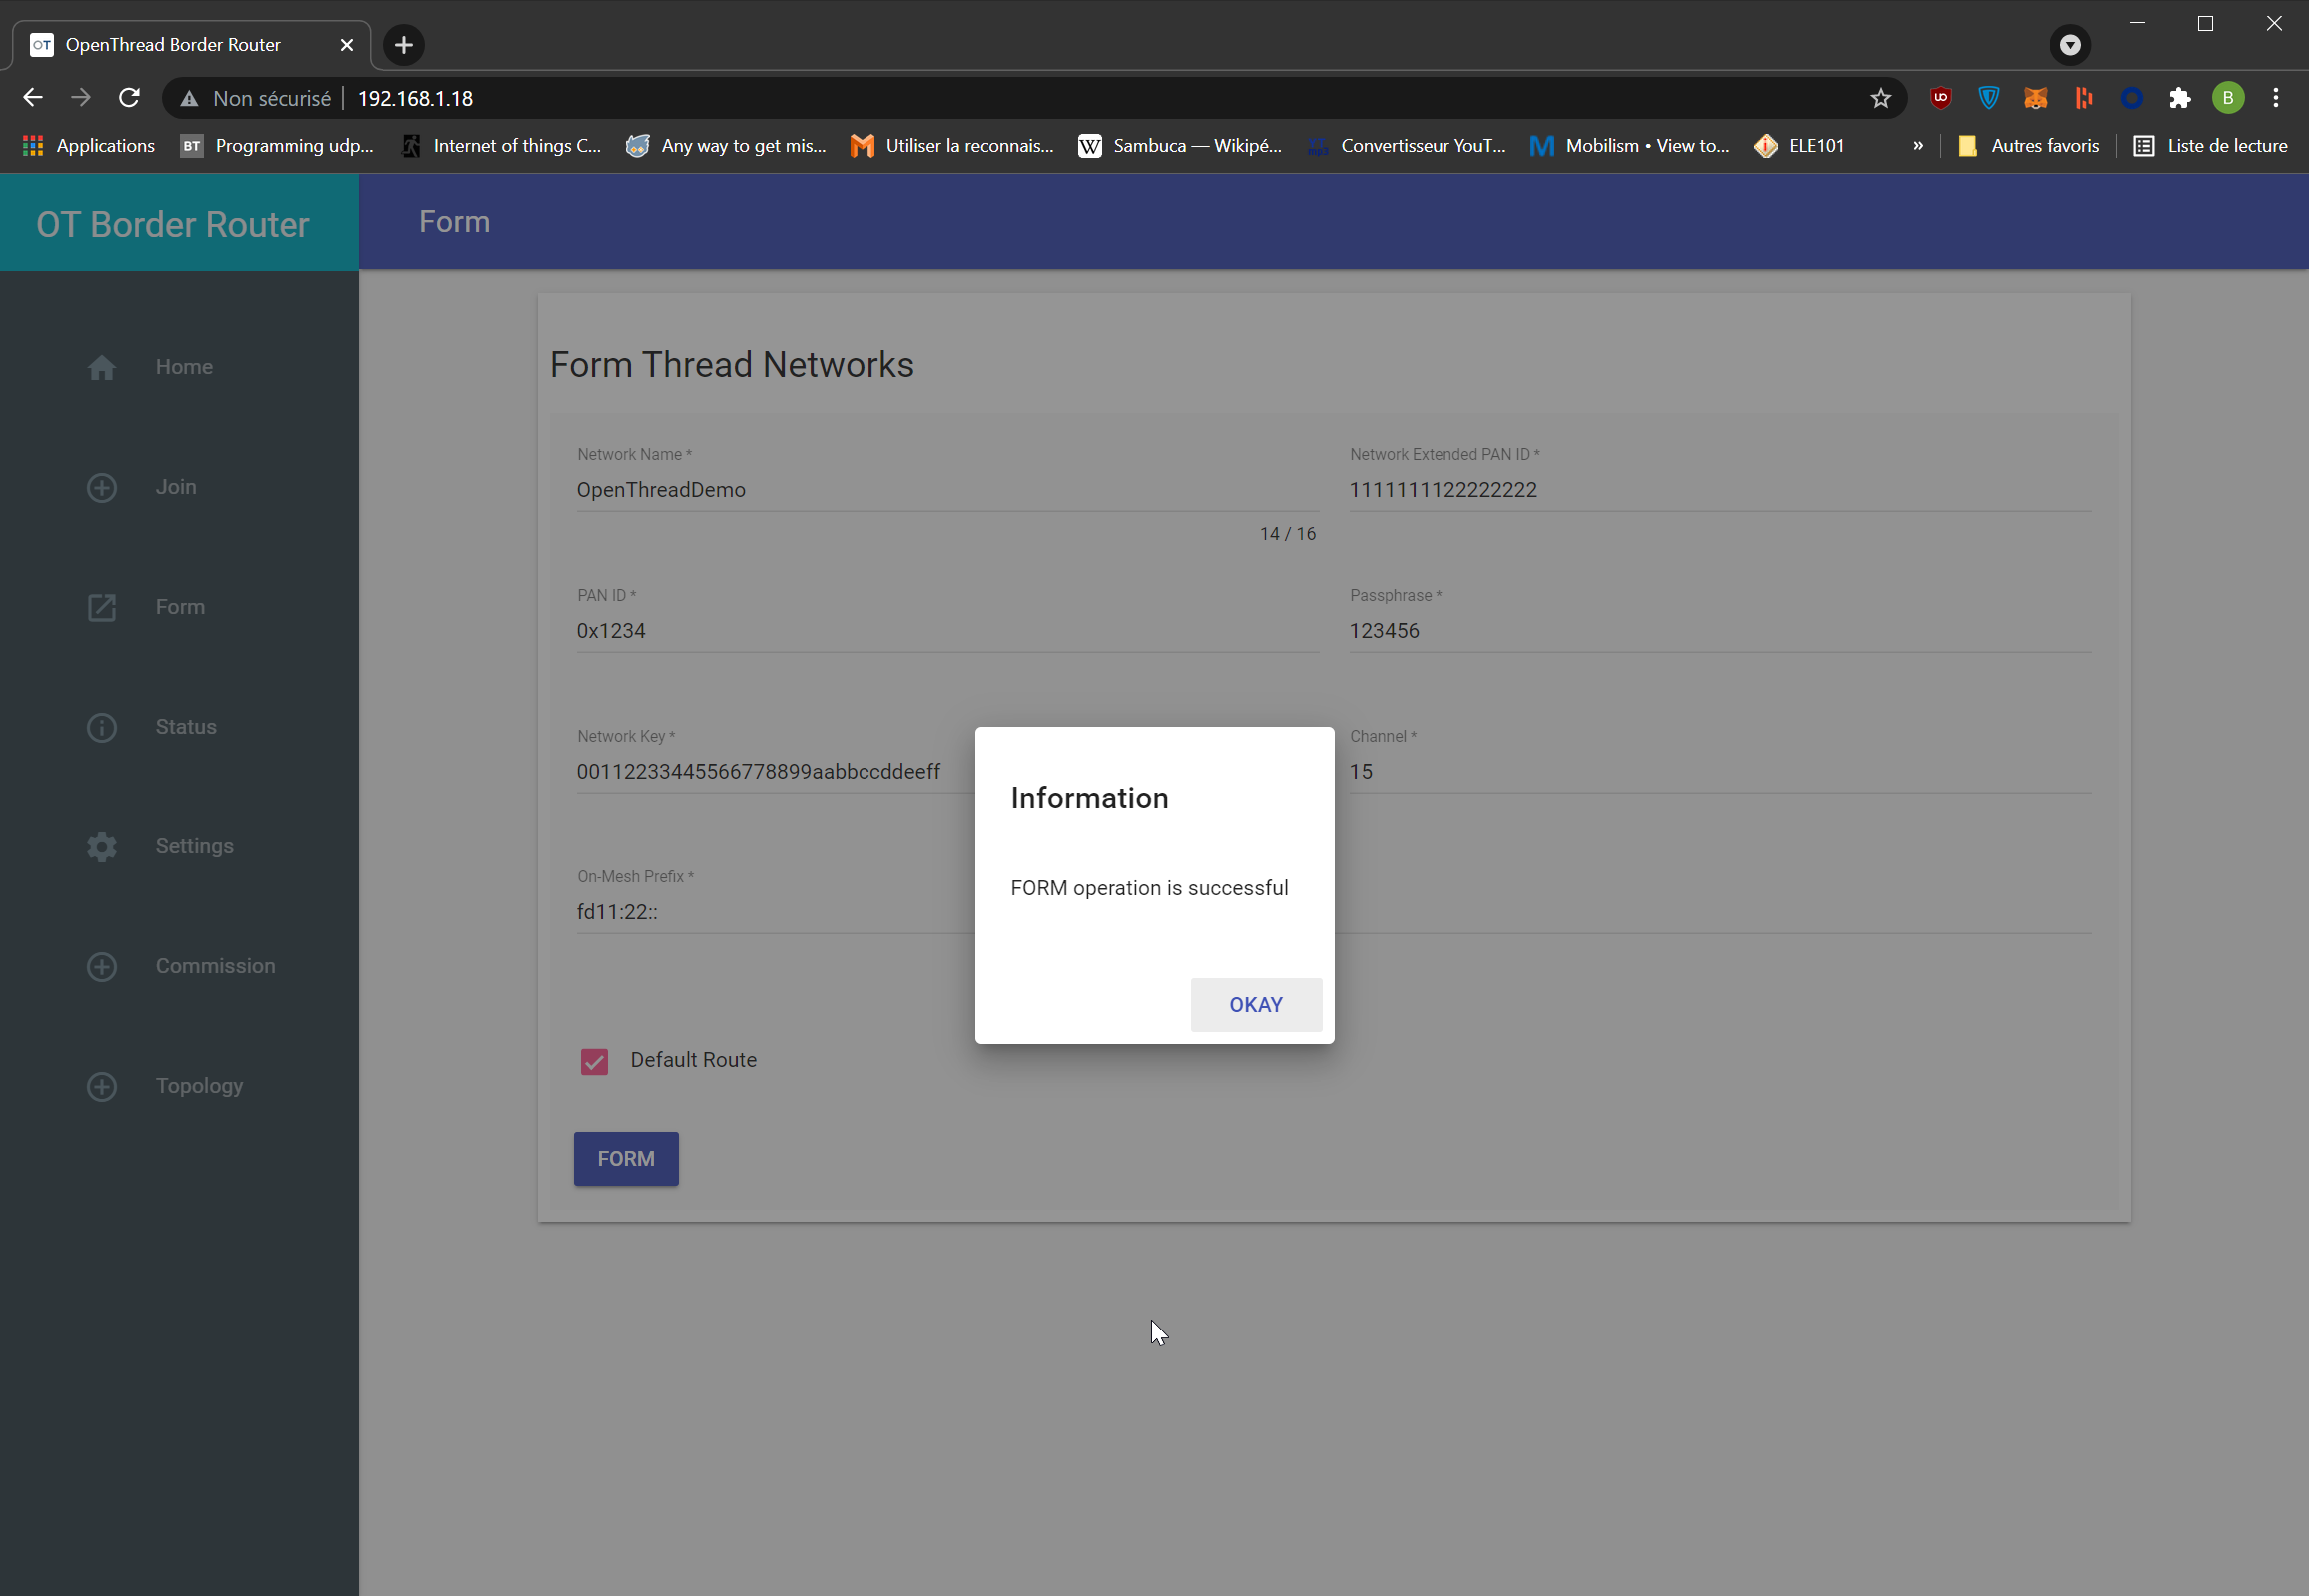 OT OpenThread Border Router
Non sécurisé 192.168.1.18
Applications BT Programming udp... Internet of things C... Any way to get mis... Utiliser la reconnais... W Sambuca — Wikipé... mp3 Convertisseur YouT... Mobilism • View to... ELE101 » Autres favoris Liste de lecture
B
OT Border Router
Form
Home
Join
Form
Status
Settings
Commission
Topology
Form Thread Networks
Network Name * Network Extended PAN ID *
OpenThreadDemo 1111111122222222
14 / 16
PAN ID * Passphrase *
0x1234 123456
Network Key * Channel *
00112233445566778899aabbccddeeff 15
On-Mesh Prefix *
fd11:22::
Default Route
FORM
Information
FORM operation is successful
OKAY